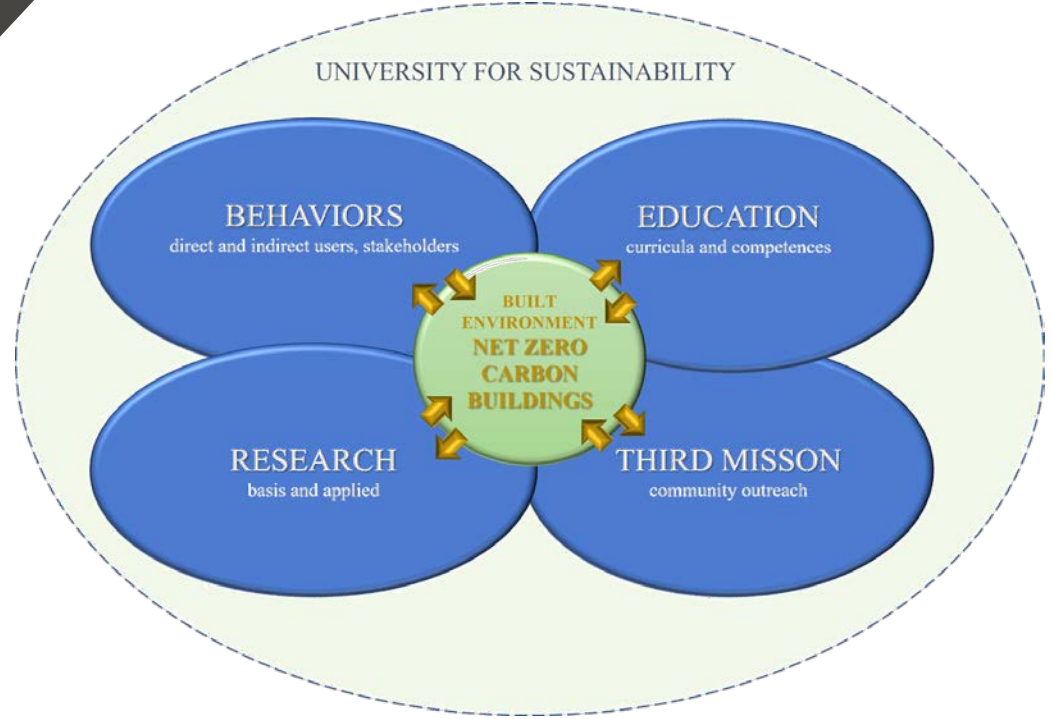 UNIVERSITY FOR SUSTAINABILITY
BEHAVIORS
direct and indirect users, stakeholders
EDUCATION
curricula and competences
BUILT
ENVIRONMENT
NET ZERO
CARBON
BUILDINGS
RESEARCH
basis and applied
THIRD MISSON
community outreach